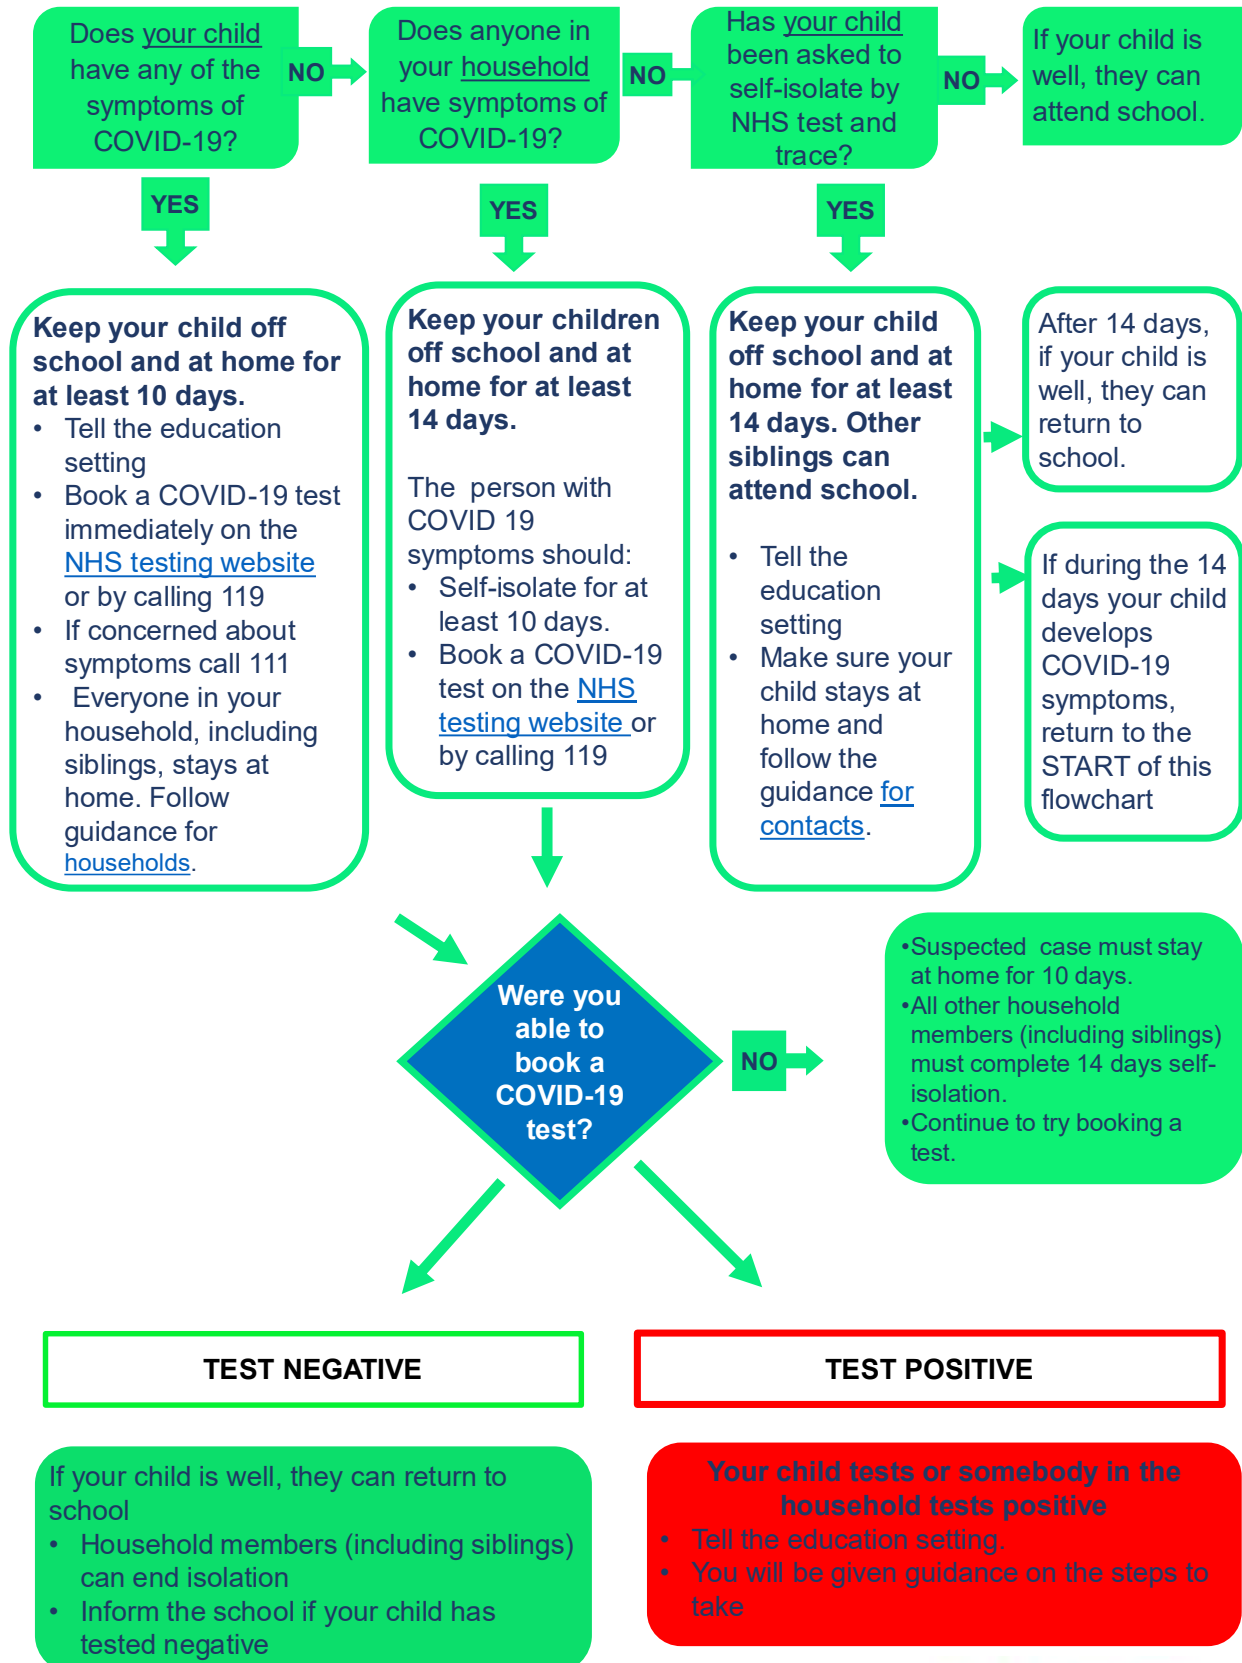 Does your child
have any of the
symptoms of
COVID-19?
NO
Does anyone in
your household
have symptoms of
COVID-19?
NO
Has your child
been asked to
self-isolate by
NHS test and
trace?
NO
If your child is
well, they can
attend school.
YES
YES
YES
Keep your child off
school and at home for
at least 10 days.
• Tell the education
setting
• Book a COVID-19 test
immediately on the
NHS testing website
or by calling 119
• If concerned about
symptoms call 111
• Everyone in your
household, including
siblings, stays at
home. Follow
guidance for
households.
Keep your children
off school and at
home for at least
14 days.
The person with
COVID 19
symptoms should:
• Self-isolate for at
least 10 days.
• Book a COVID-19
test on the NHS
testing website or
by calling 119
Keep your child
off school and at
home for at least
14 days. Other
siblings can
attend school.
• Tell the
education
setting
• Make sure your
child stays at
home and
follow the
guidance for
contacts.
After 14 days,
if your child is
well, they can
return to
school.
If during the 14
days your child
develops
COVID-19
symptoms,
return to the
START of this
flowchart
Were you
able to
book a
COVID-19
test?
NO
•Suspected case must stay
at home for 10 days.
•All other household
members (including siblings)
must complete 14 days self-
isolation.
•Continue to try booking a
test.
TEST NEGATIVE
TEST POSITIVE
If your child is well, they can return to
school
• Household members (including siblings)
can end isolation
• Inform the school if your child has
tested negative
Your child tests or somebody in the
household tests positive
• Tell the education setting.
• You will be given guidance on the steps to
take